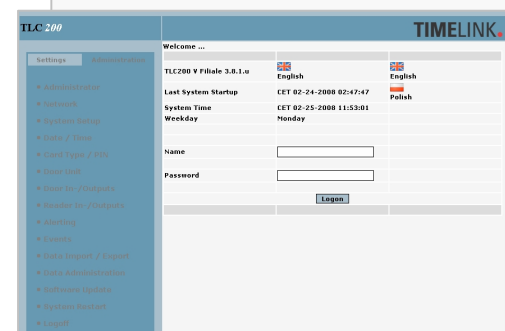 TLC 200
TIMELINK.
Welcome ...
Settings Administration
TLC200 ¥ Filiale 3.8.1.u
English
English
Last System Startup CET 02-24-2008 02:47:47
Polish
System Time CET 02-25-2008 11:53:01
Weekday Monday
Name
Password
Logon
Administrator
Network
System Setup
Date / Time
Card Type / PIN
Door Unit
Door In-/Outputs
Reader In-/Outputs
Alerting
Events
Data Import / Export
Data Administration
Software Update
System Restart
Logoff